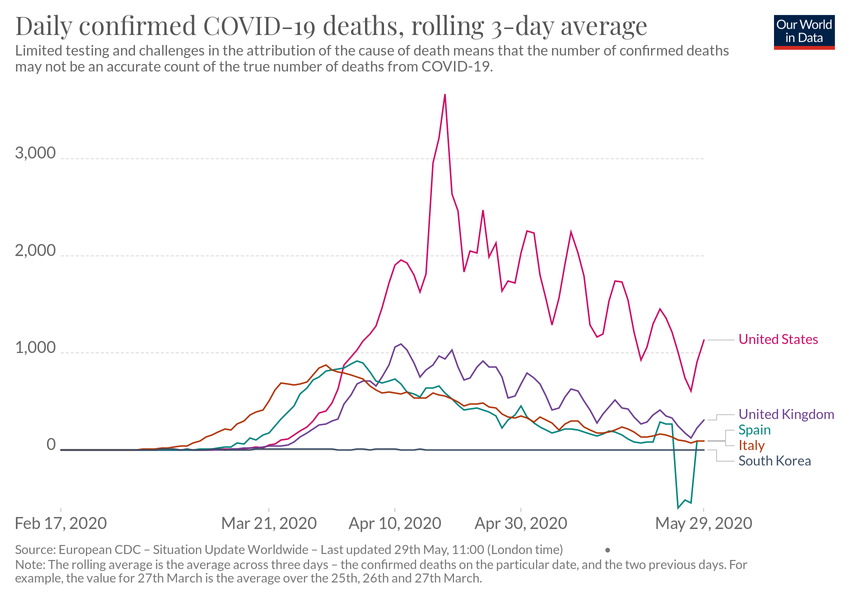 Daily confirmed COVID-19 deaths, rolling 3-day average
Our World
in Data
Limited testing and challenges in the attribution of the cause of death means that the number of confirmed deaths
may not be an accurate count of the true number of deaths from COVID-19.
3,000
2,000
1,000
0
United States
United Kingdom
Spain
Italy
South Korea
Feb 17, 2020
Mar 21, 2020
Apr 10, 2020
Apr 30, 2020
May 29, 2020
Source: European CDC – Situation Update Worldwide – Last updated 29th May, 11:00 (London time) •
Note: The rolling average is the average across three days – the confirmed deaths on the particular date, and the two previous days. For
example, the value for 27th March is the average over the 25th, 26th and 27th March.